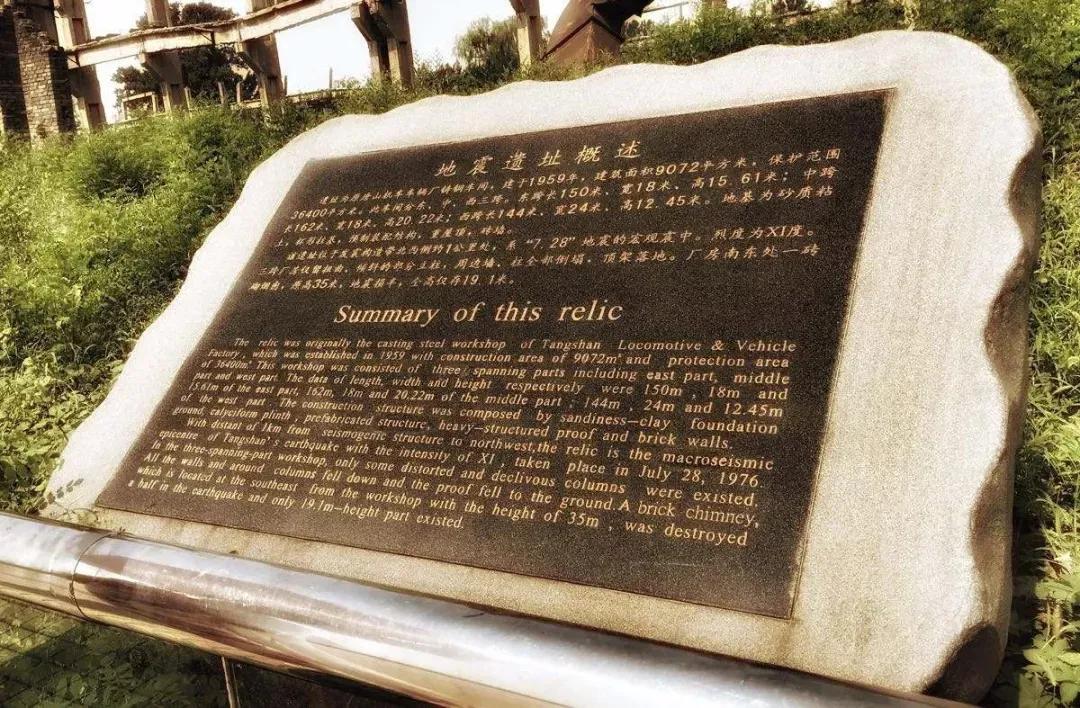 地震遗址概述
遗址为原唐山机车车辆厂铸钢车间,建于1959年,建筑面积9072平方米,保护范围
36400平方米。此车间分东、中、西三跨,东跨长150米、宽18米、高15.61米;中跨
长162米、宽18米、高20.22米;西跨长144米、宽24米、高12.45米。地基为砂质粘
土,杯形柱基,预制装配结构,重盖顶,砖墙。
该遗址位于发震构造带北西侧约1公里处,系“7.28”地震的宏观震中。烈度为XI度。
三跨厂房仅留扭曲、倾斜的部分立柱,周边墙、柱全部倒塌,顶架落地。厂房南东处一砖
砌烟囱,原高35米,地震损半,全高仅存19.1米。
Summary of this relic
The relic was originally the casting steel workshop of Tangshan Locomotive & Vehicle
Factory, which was established in 1959 with construction area of 9072m² and protection area
of 36400m². This workshop was consisted of three spanning parts including east part, middle
part and west part. The data of length, width and height respectively were 150m, 18m and
15.61m of the east part, 162m, 18m and 20.22m of the middle part, 144m, 24m and 12.45m
of the west part. The construction structure was composed by sandiness-clay foundation
ground, calyciform plinth, prefabricated structure, heavy-structured proof and brick walls.
With distant of 1km from seismogenic structure to northwest,the relic is the macroseismic
epicentre of Tangshan's earthquake with the intensity of XI, taken place in July 28, 1976.
In the three-spanning-part workshop, only some distorted and declivous columns were existed.
All the walls and around columns fell down and the proof fell to the ground.A brick chimney,
which is located at the southeast from the workshop with the height of 35m, was destroyed
a half in the earthquake and only 19.1m-height part existed.